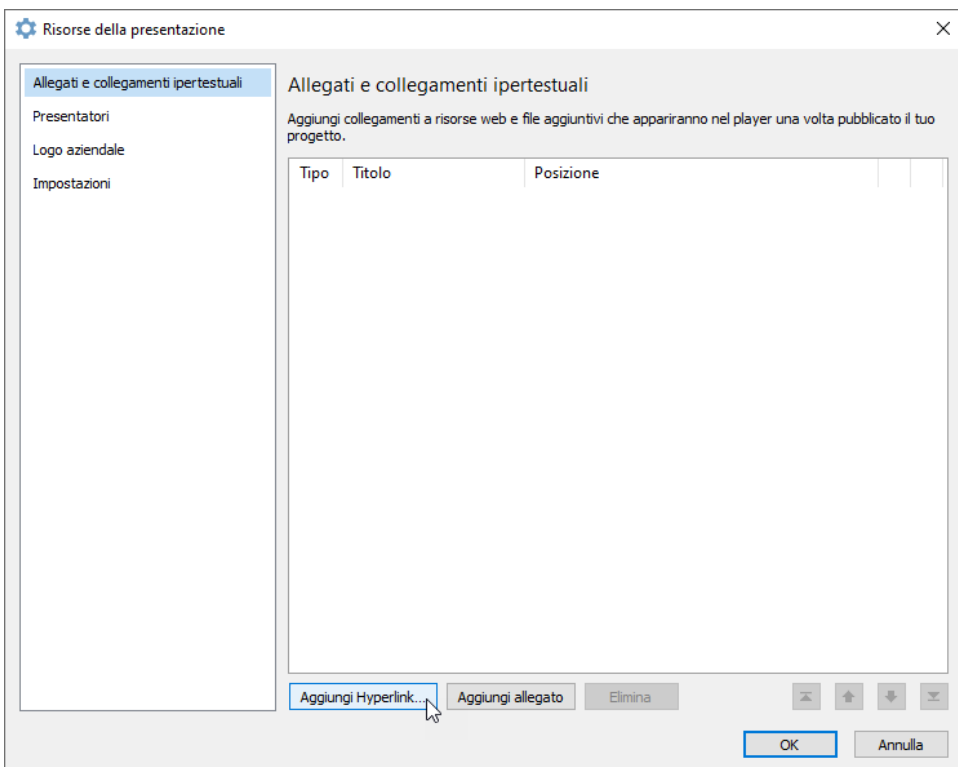 Risorse della presentazione
Allegati e collegamenti ipertestuali
Presentatori
Logo aziendale
Impostazioni
Allegati e collegamenti ipertestuali
Aggiungi collegamenti a risorse web e file aggiuntivi che appariranno nel player una volta pubblicato il tuo
progetto.
Tipo Titolo Posizione
Aggiungi Hyperlink... Aggiungi allegato Elimina
OK Annulla